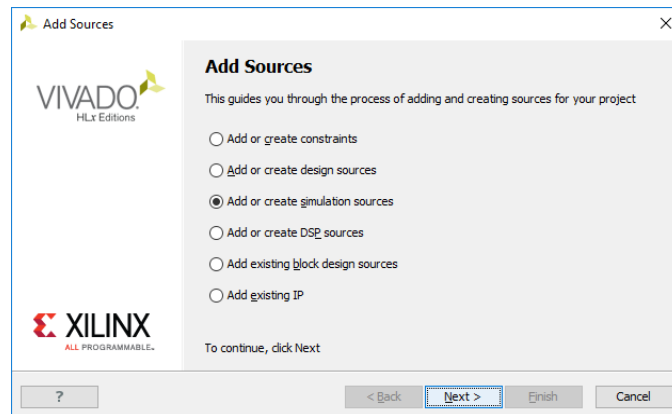 Add Sources
VIVADO.
HLx Editions
Add Sources
This guides you through the process of adding and creating sources for your project
Add or create constraints
Add or create design sources
Add or create simulation sources
Add or create DSP sources
Add existing block design sources
Add existing IP
XILINX
ALL PROGRAMMABLE.
To continue, click Next
?
< Back
Next >
Finish
Cancel